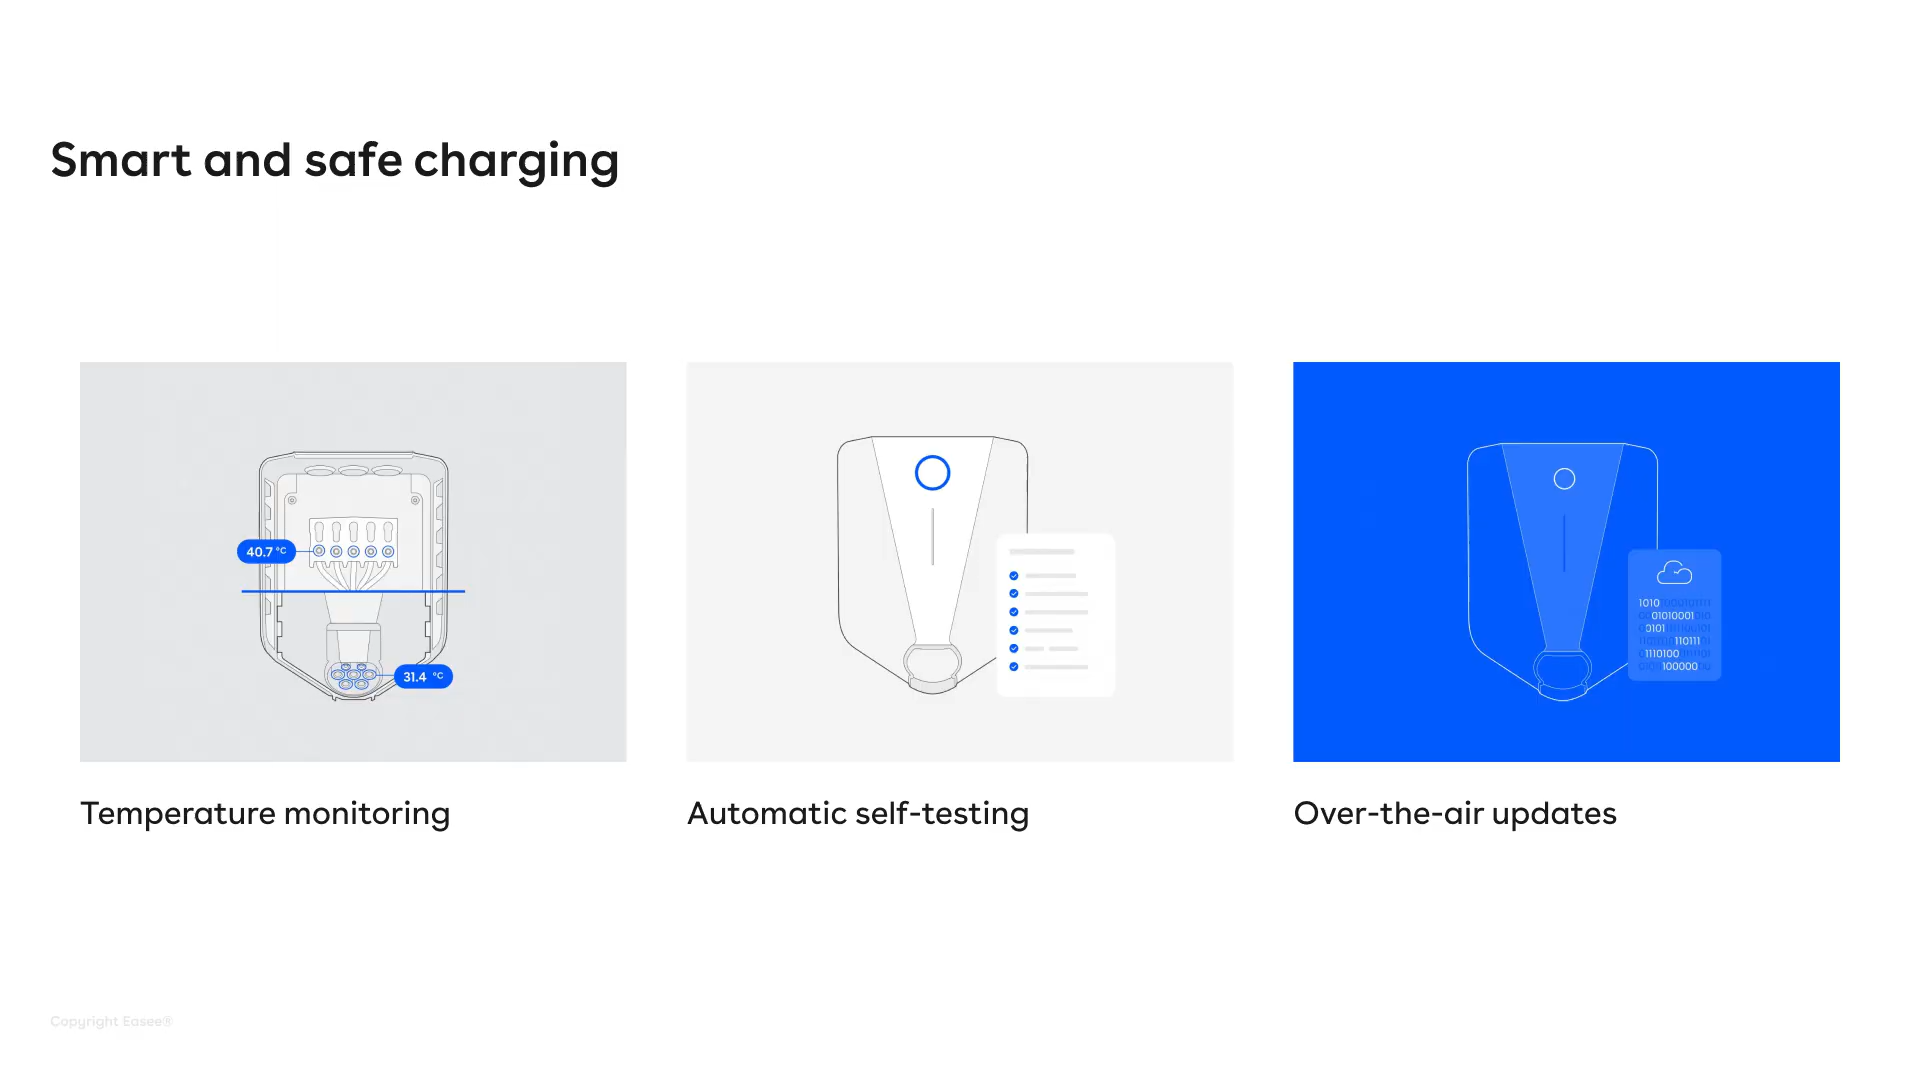 Smart and safe charging
40.7 °C
31.4 °C
1010
01010001
0101
110111
1110100
100000
Temperature monitoring
Automatic self-testing
Over-the-air updates
Copyright Easee®